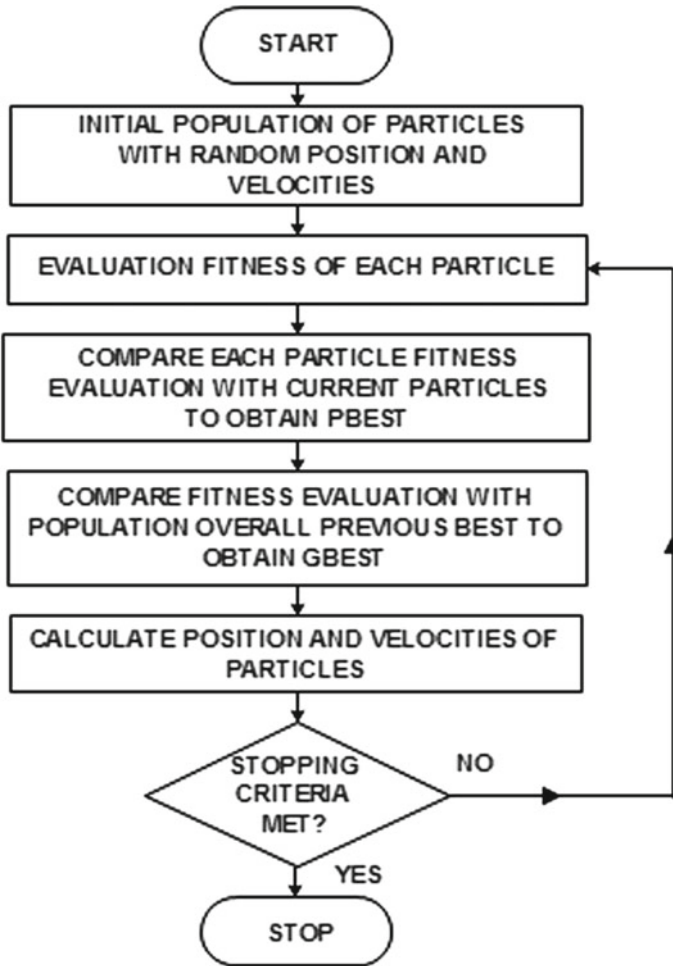 START
INITIAL POPULATION OF PARTICLES
WITH RANDOM POSITION AND
VELOCITIES
EVALUATION FITNESS OF EACH PARTICLE
COMPARE EACH PARTICLE FITNESS
EVALUATION WITH CURRENT PARTICLES
TO OBTAIN PBEST
COMPARE FITNESS EVALUATION WITH
POPULATION OVERALL PREVIOUS BEST TO
OBTAIN GBEST
CALCULATE POSITION AND VELOCITIES OF
PARTICLES
STOPPING
CRITERIA
MET?
NO
YES
STOP